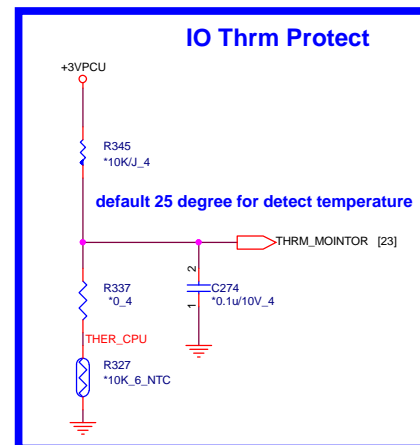 IO Thrm Protect
+3VPCU
R345
*10K/J_4
default 25 degree for detect temperature
THRM_MOINTOR [23]
2
R337
*0_4
C274
*0.1u/10V_4
1
THER_CPU
R327
*10K_6_NTC